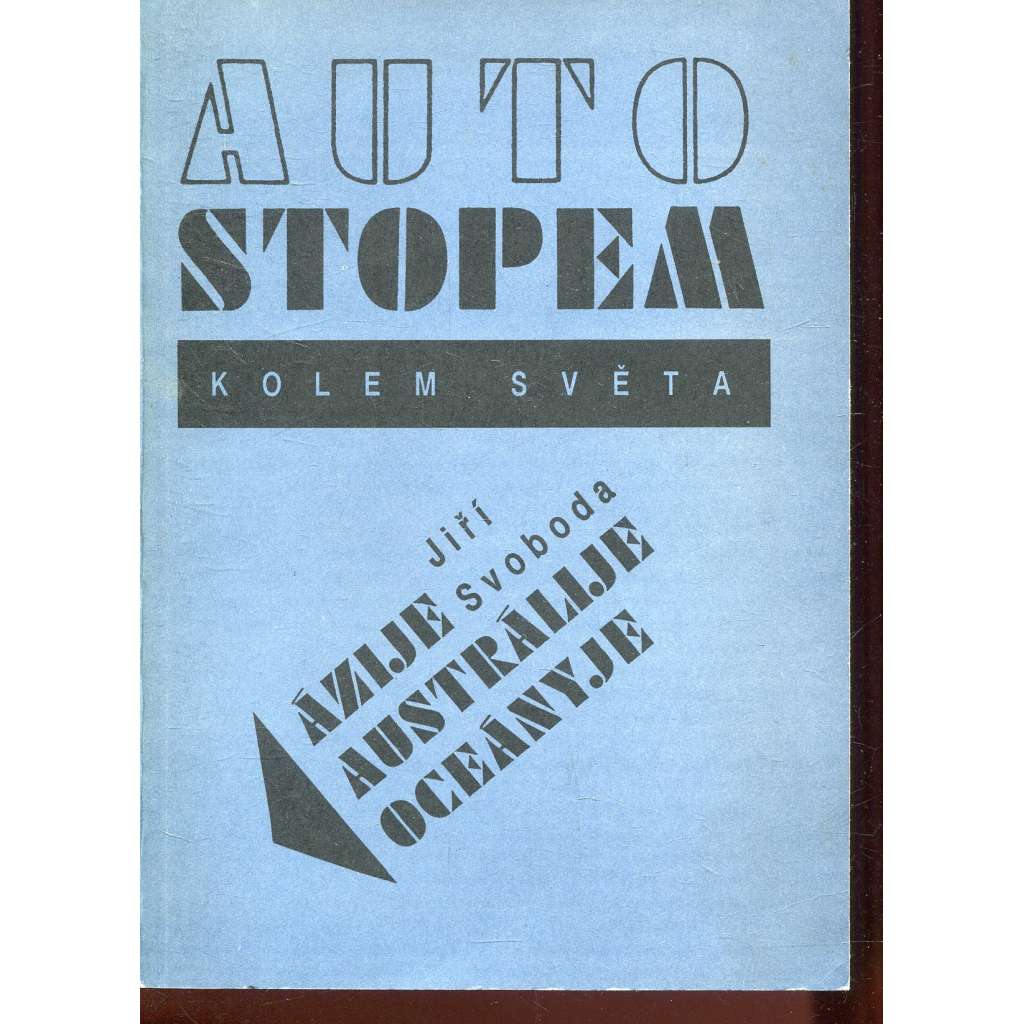 AUTO
STOPEM
KOLEM SVĚTA
Jiří
Svoboda
ÁZIJE
AUSTRÁLIJE
OCEÁNYJE